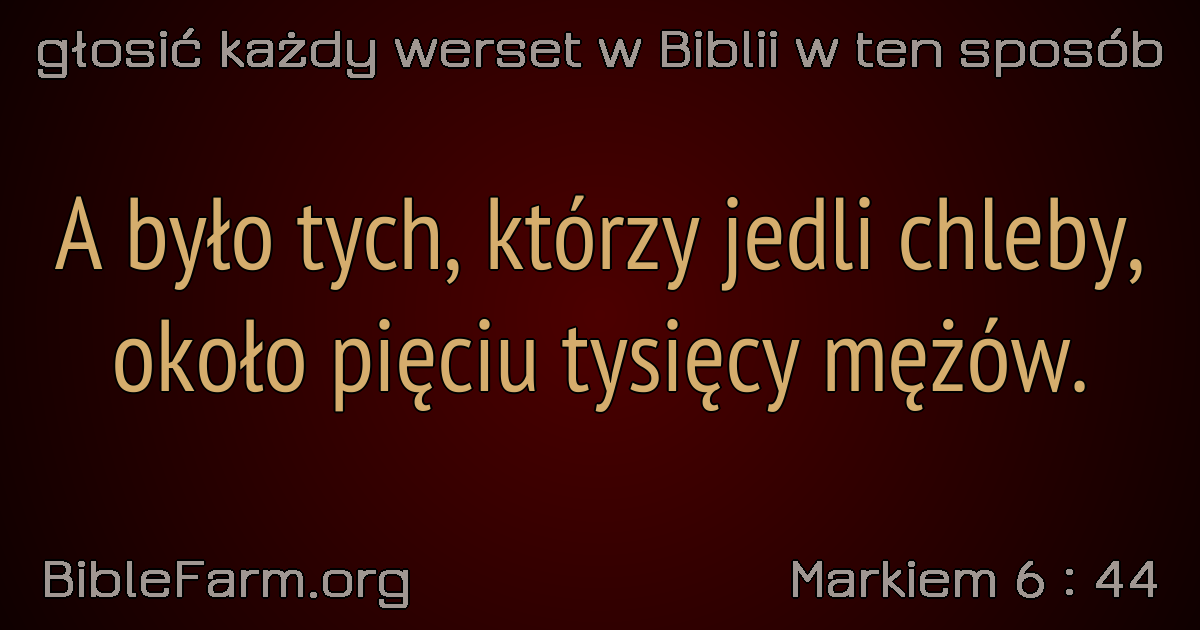 głosić każdy werset w Biblii w ten sposób
A było tych, którzy jedli chleby,
około pięciu tysięcy mężów.
BibleFarm.org
Markiem 6 : 44